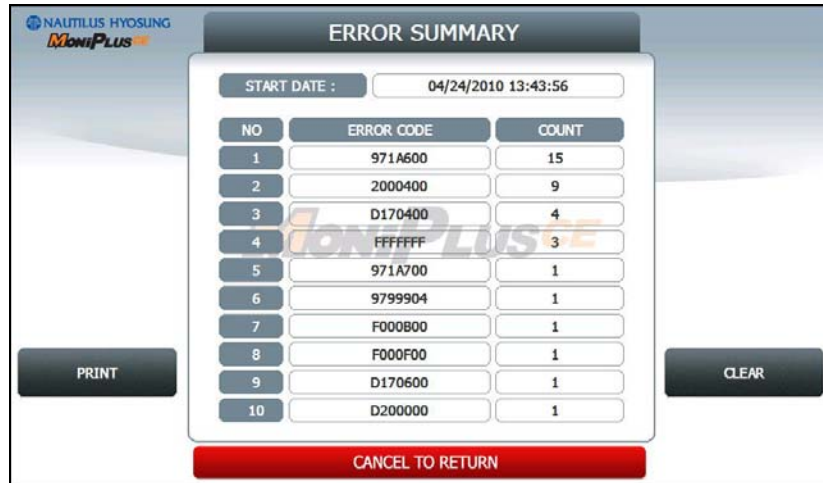 NAUTILUS HYOSUNG
MoniPlusCE
ERROR SUMMARY
START DATE : 04/24/2010 13:43:56
NO ERROR CODE COUNT
1 971A600 15
2 2000400 9
3 D170400 4
4 FFFFFFF 3
MoniPlusCE
5 971A700 1
6 9799904 1
7 F000B00 1
8 F000F00 1
9 D170600 1
10 D200000 1
PRINT
CLEAR
CANCEL TO RETURN